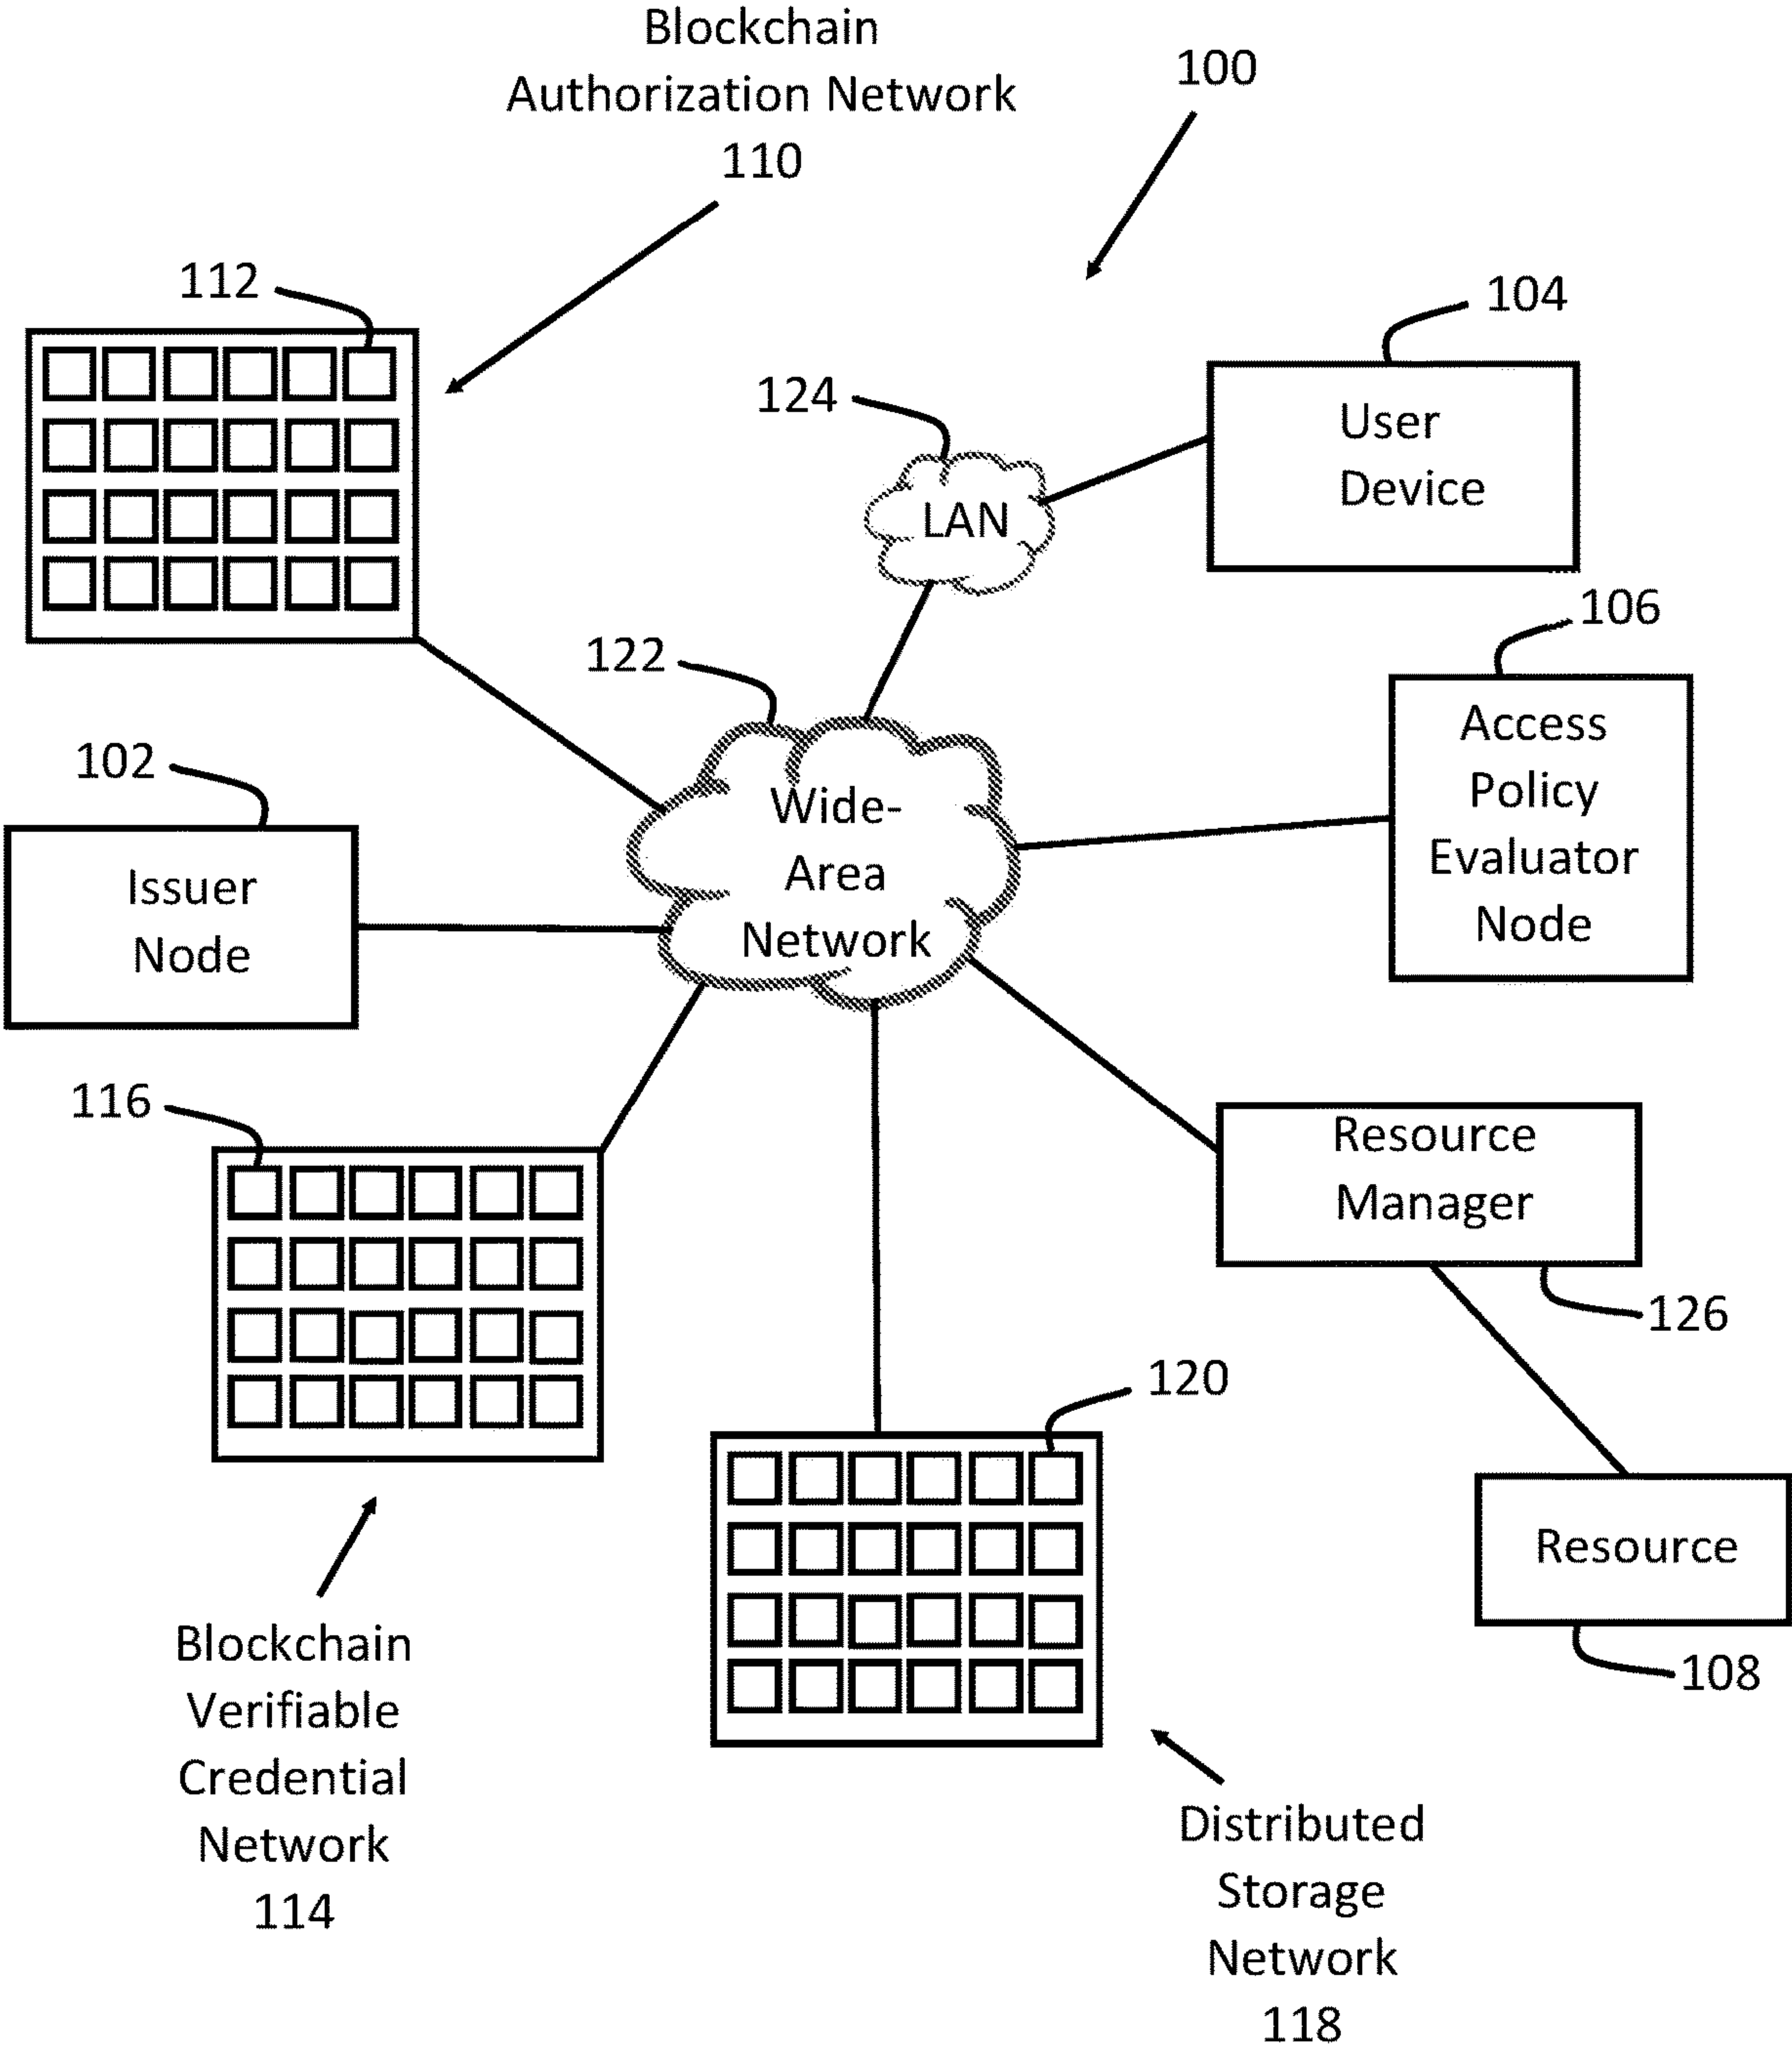 Blockchain
Authorization Network
110
100
112
104
124
User
Device
LAN
106
122
Access
Policy
Evaluator
Node
102
Wide-
Area
Network
Issuer
Node
116
Resource
Manager
126
120
Resource
108
Blockchain
Verifiable
Credential
Network
114
Distributed
Storage
Network
118